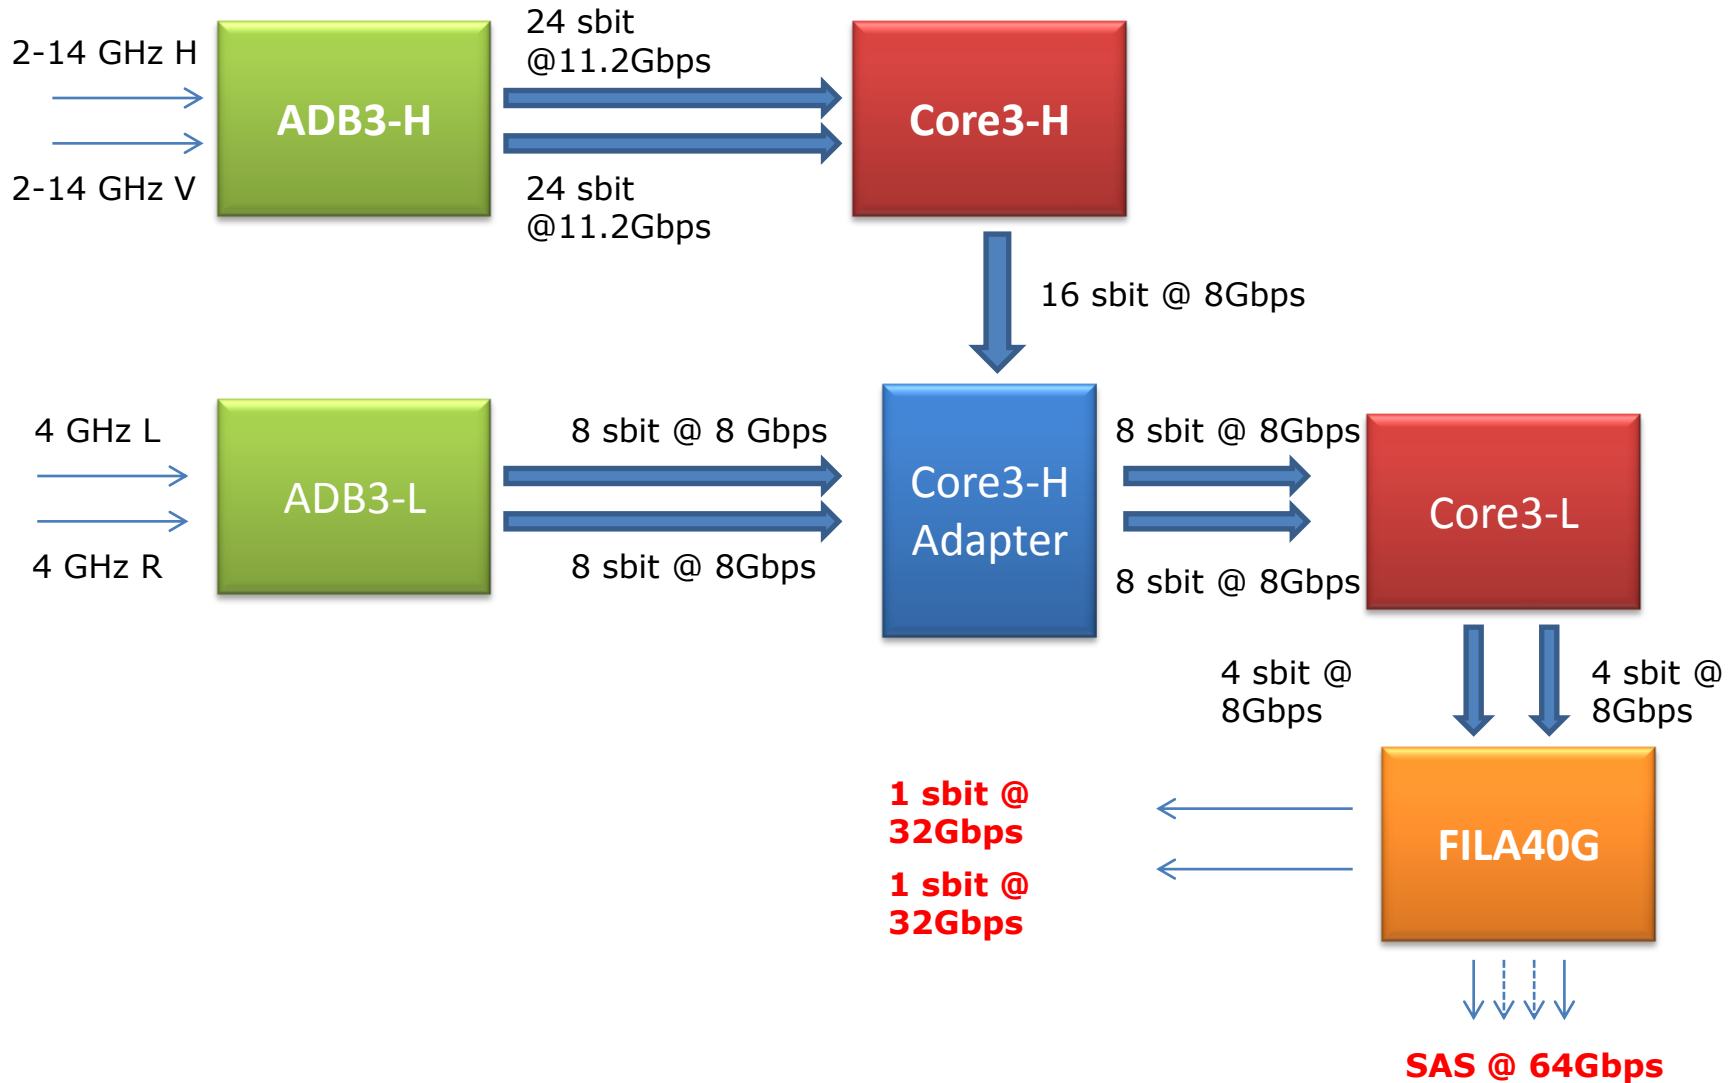 2-14 GHz H
2-14 GHz V
ADB3-H
24 sbit
@11.2Gbps
24 sbit
@11.2Gbps
Core3-H
16 sbit @ 8Gbps
4 GHz L
4 GHz R
ADB3-L
8 sbit @ 8 Gbps
8 sbit @ 8Gbps
Core3-H
Adapter
8 sbit @ 8Gbps
8 sbit @ 8Gbps
Core3-L
4 sbit @
8Gbps
4 sbit @
8Gbps
1 sbit @
32Gbps
1 sbit @
32Gbps
FILA40G
SAS @ 64Gbps